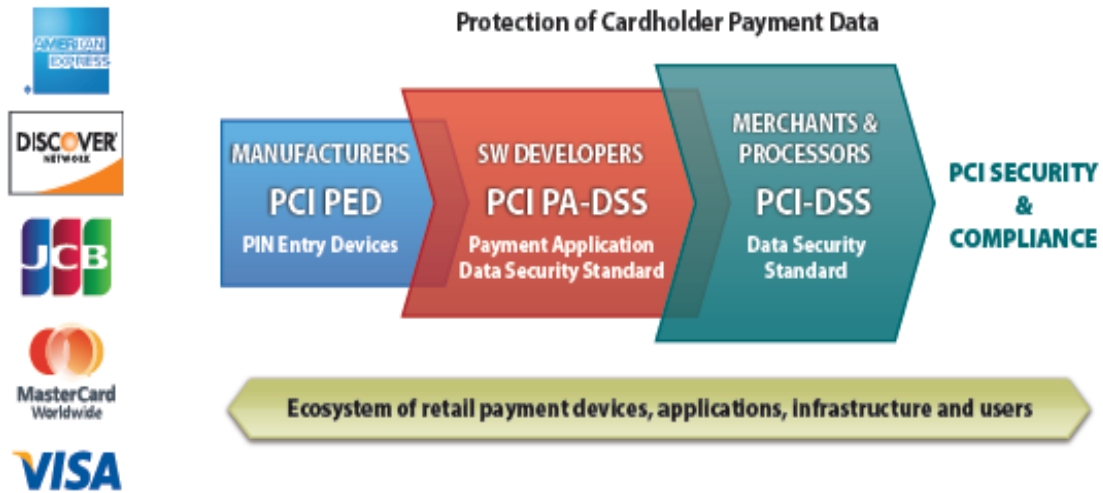 Protection of Cardholder Payment Data
AMERICAN
EXPRESS
®
DISCOVER®
NETWORK
JCB
MasterCard
Worldwide
VISA
MANUFACTURERS
PCI PED
PIN Entry Devices
SW DEVELOPERS
PCI PA-DSS
Payment Application
Data Security Standard
MERCHANTS &
PROCESSORS
PCI-DSS
Data Security
Standard
PCI SECURITY
&
COMPLIANCE
Ecosystem of retail payment devices, applications, infrastructure and users